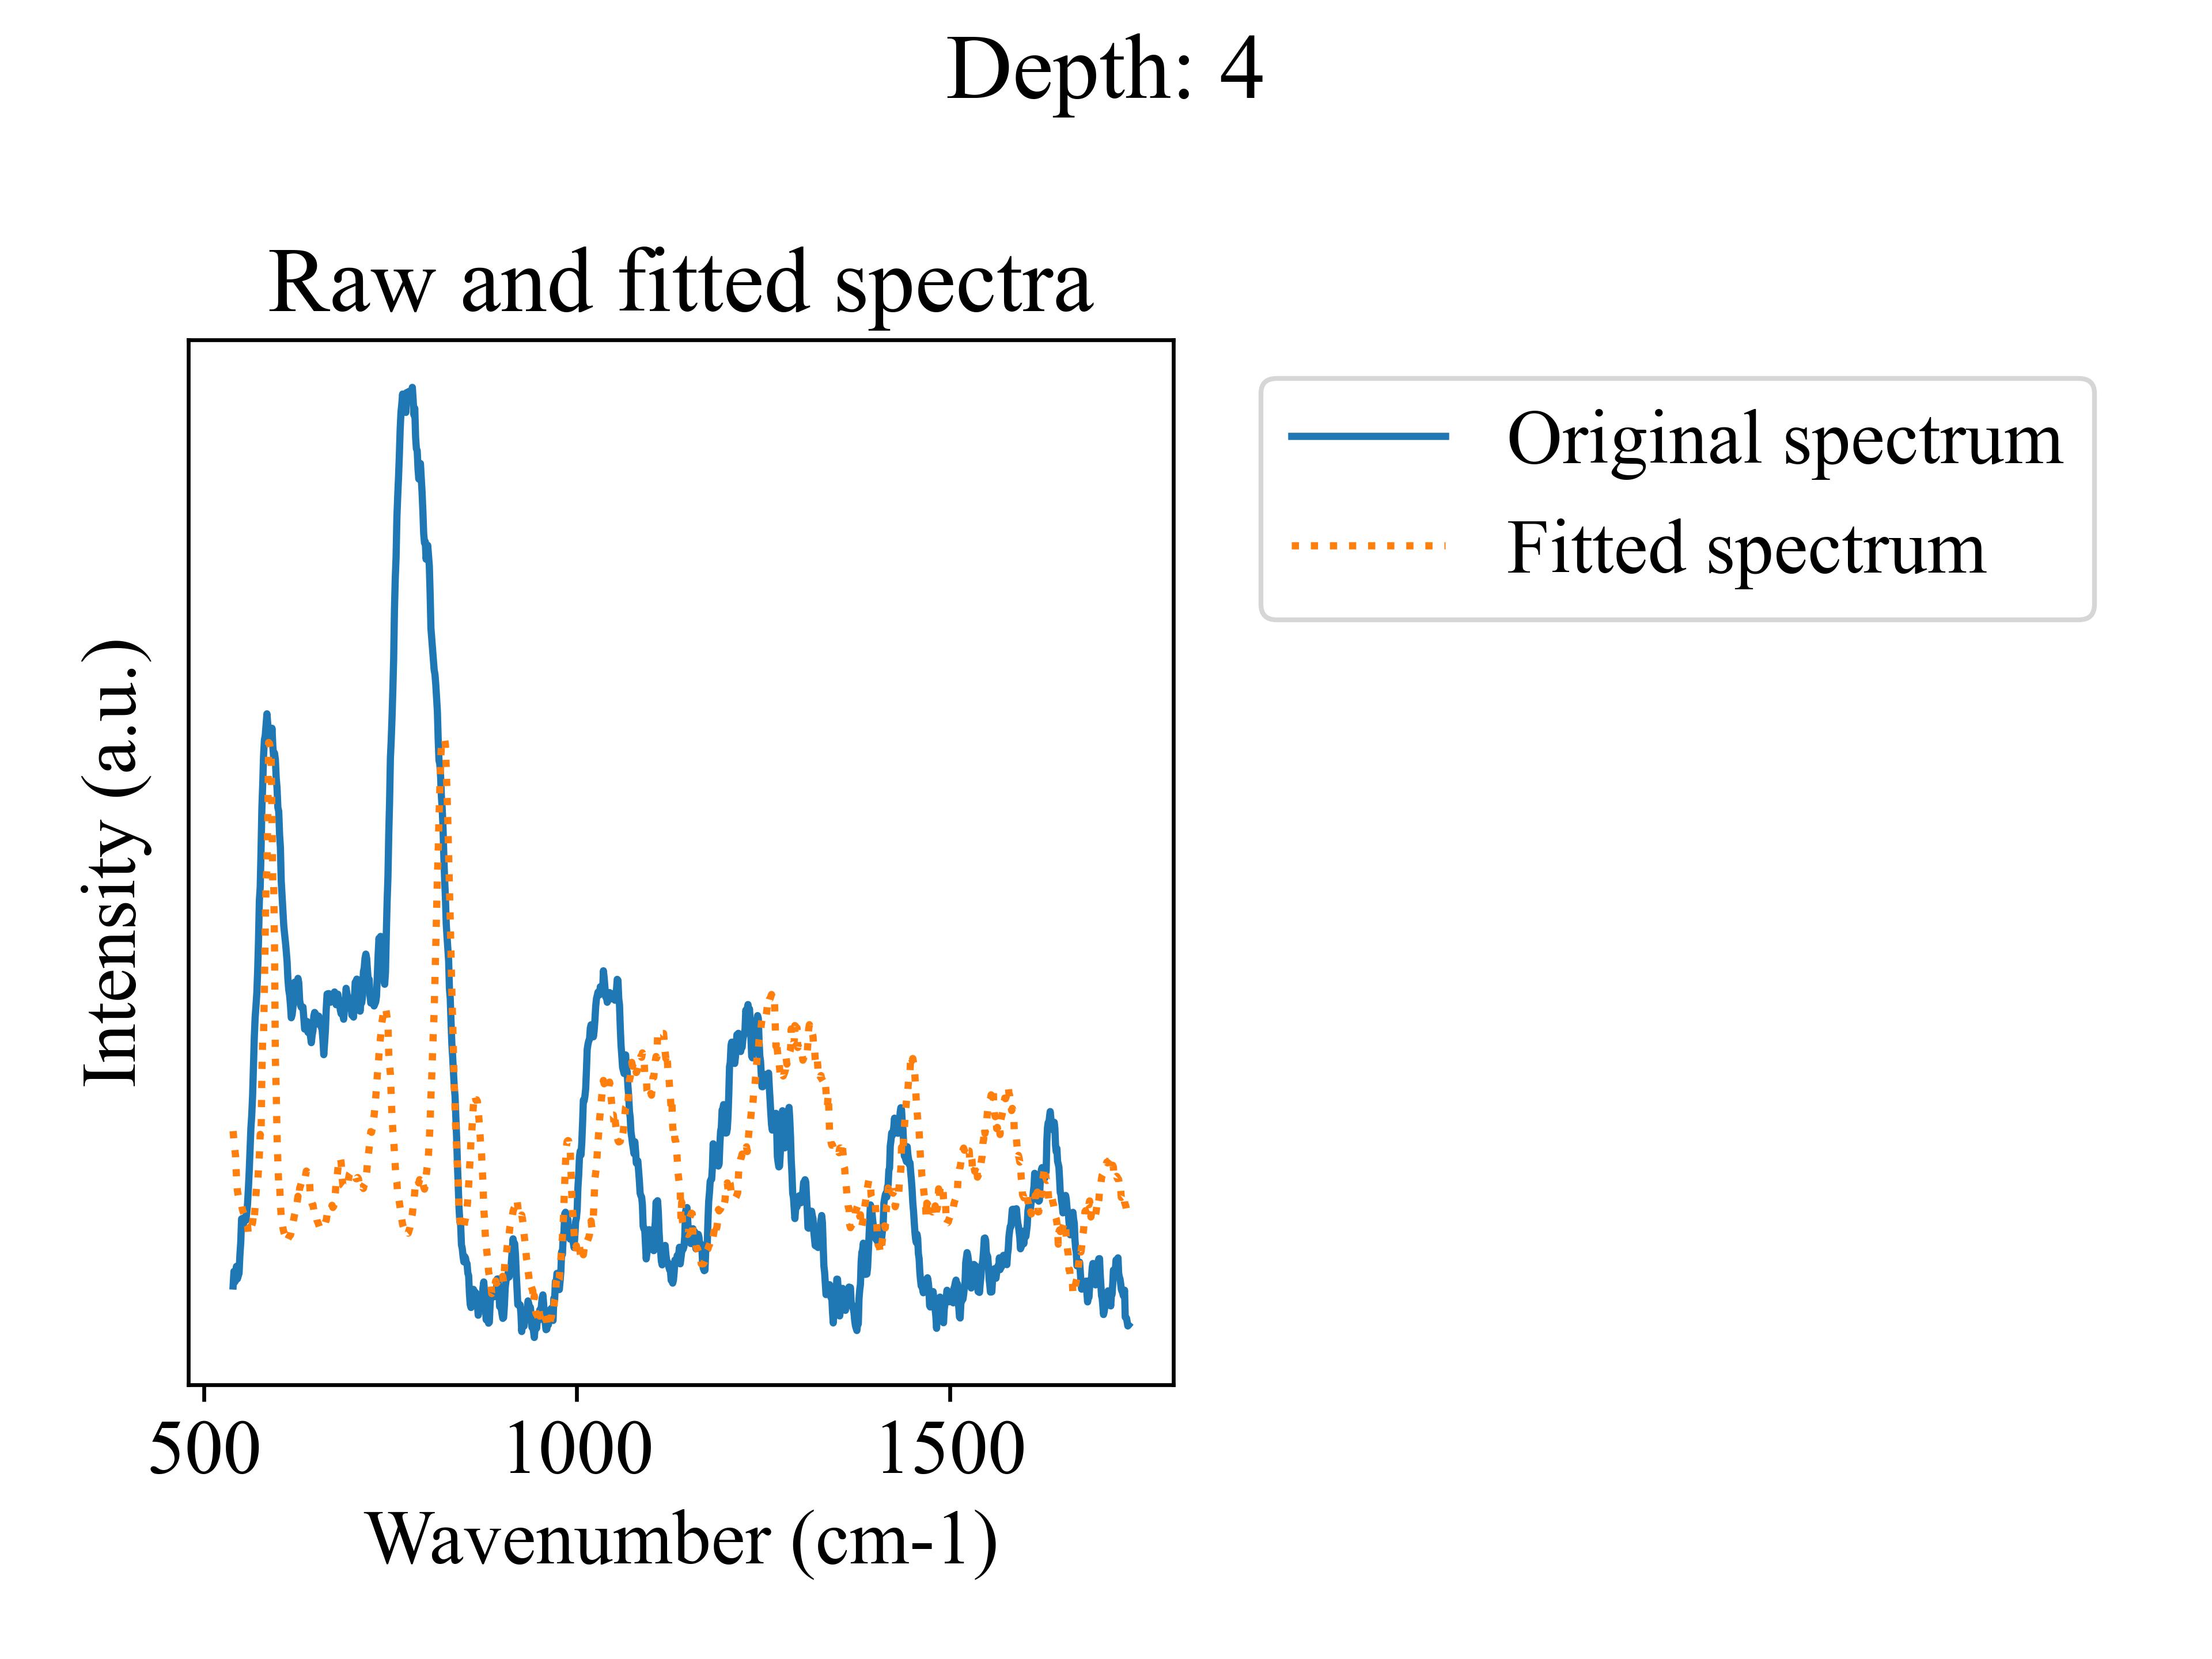 Depth: 4
Raw and fitted spectra
Original spectrum
Fitted spectrum
Intensity (a.u.)
500 1000 1500
Wavenumber (cm-1)